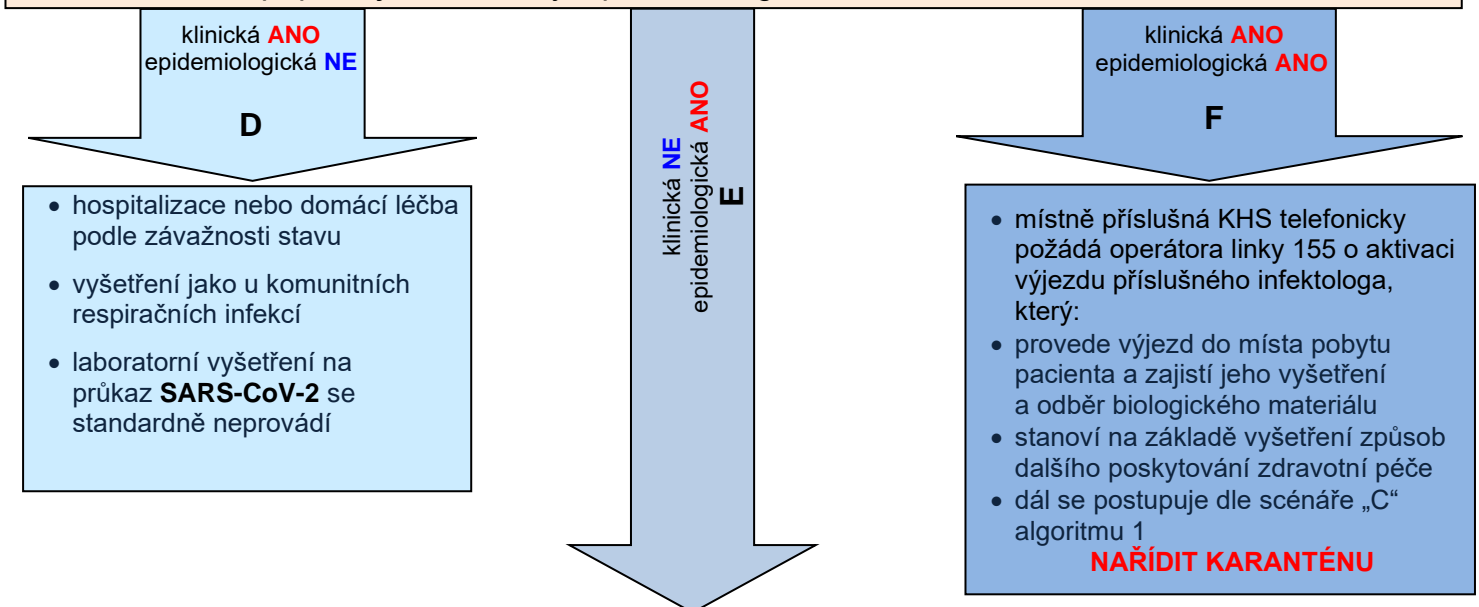 klinická ANO
epidemiologická NE
D
• hospitalizace nebo domácí léčba
podle závažnosti stavu
• vyšetření jako u komunitních
respiračních infekcí
• laboratorní vyšetření na
průkaz SARS-CoV-2 se
standardně neprovádí
klinická NE
epidemiologická ANO
E
klinická ANO
epidemiologická ANO
F
• místně příslušná KHS telefonicky
požádá operátora linky 155 o aktivaci
výjezdu příslušného infektologa,
který:
• provede výjezd do místa pobytu
pacienta a zajistí jeho vyšetření
a odběr biologického materiálu
• stanoví na základě vyšetření způsob
dalšího poskytování zdravotní péče
• dál se postupuje dle scénáře „C“
algoritmu 1
NAŘÍDIT KARANTÉNU